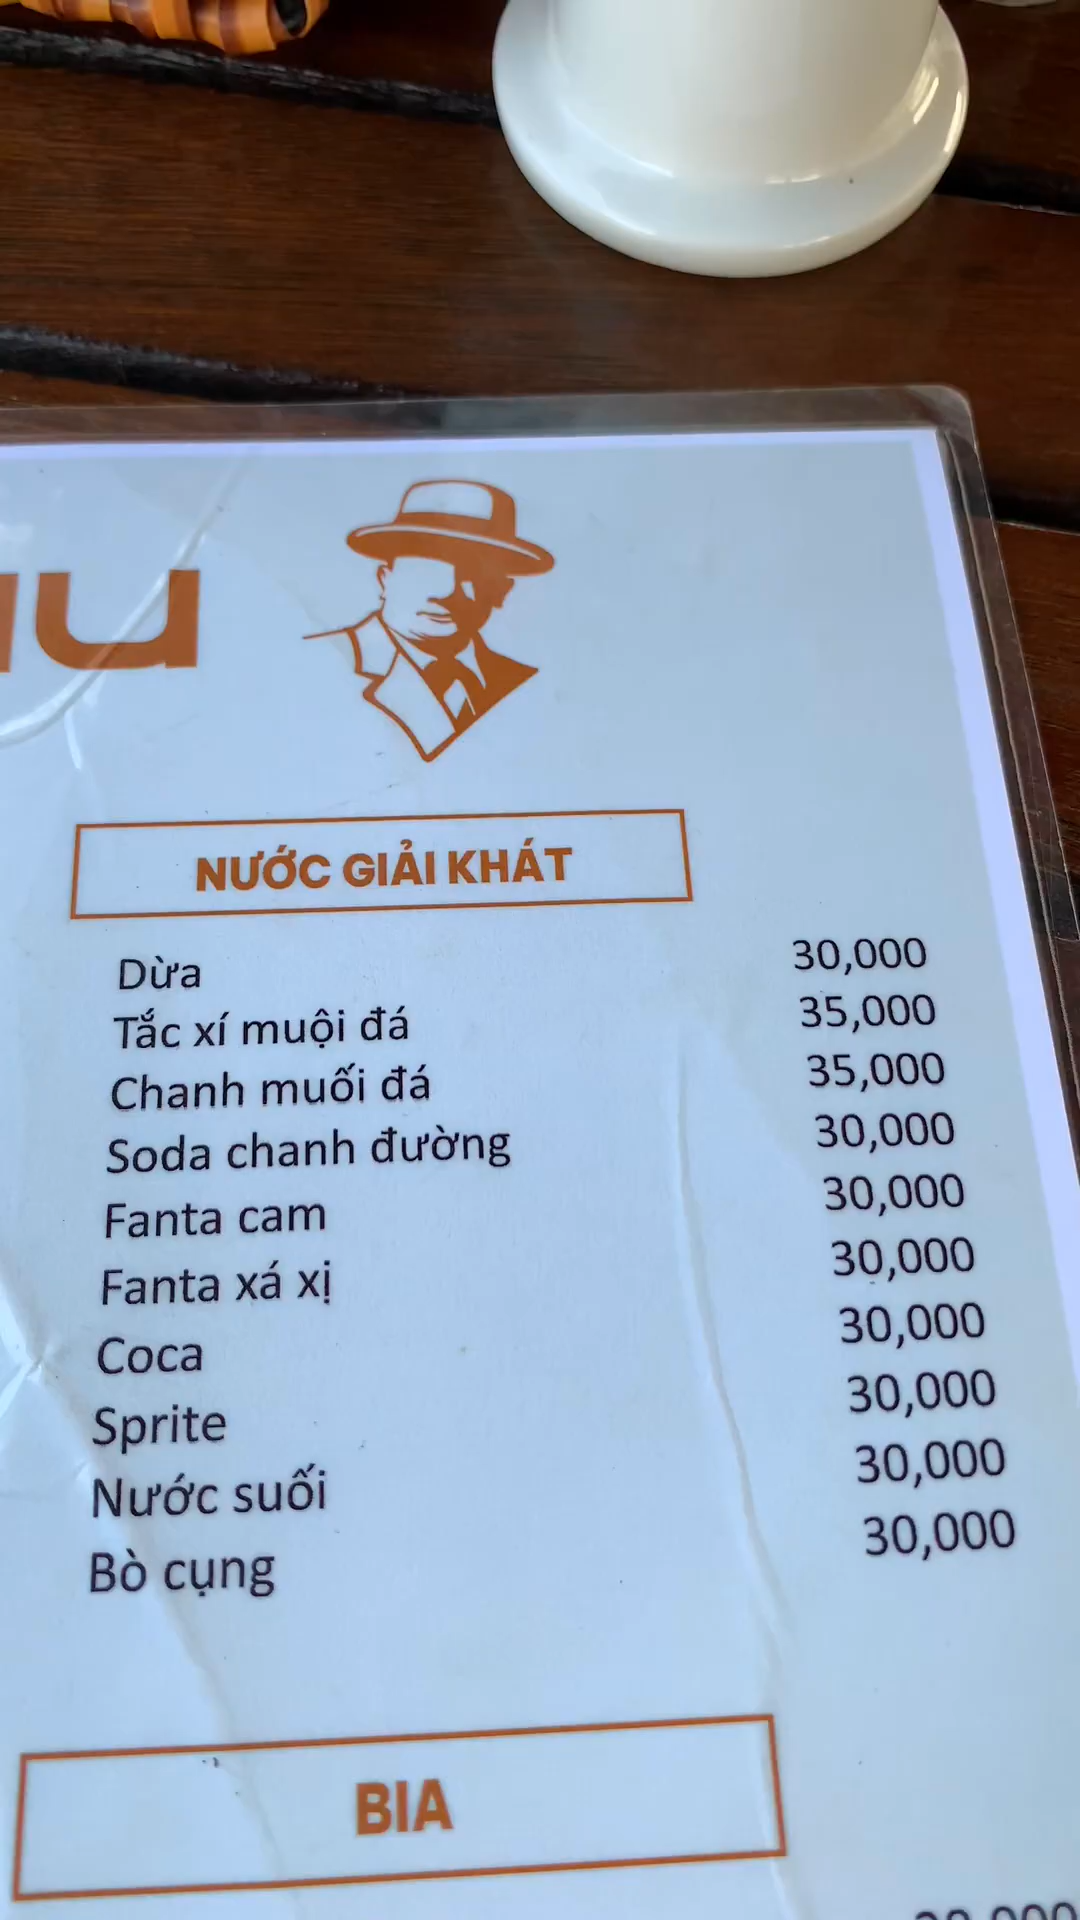 NƯỚC GIẢI KHÁT
Dừa 30,000
Tắc xí muội đá 35,000
Chanh muối đá 35,000
Soda chanh đường 30,000
Fanta cam 30,000
Fanta xá xị 30,000
Coca 30,000
Sprite 30,000
Nước suối 30,000
Bò cụng 30,000
BIA